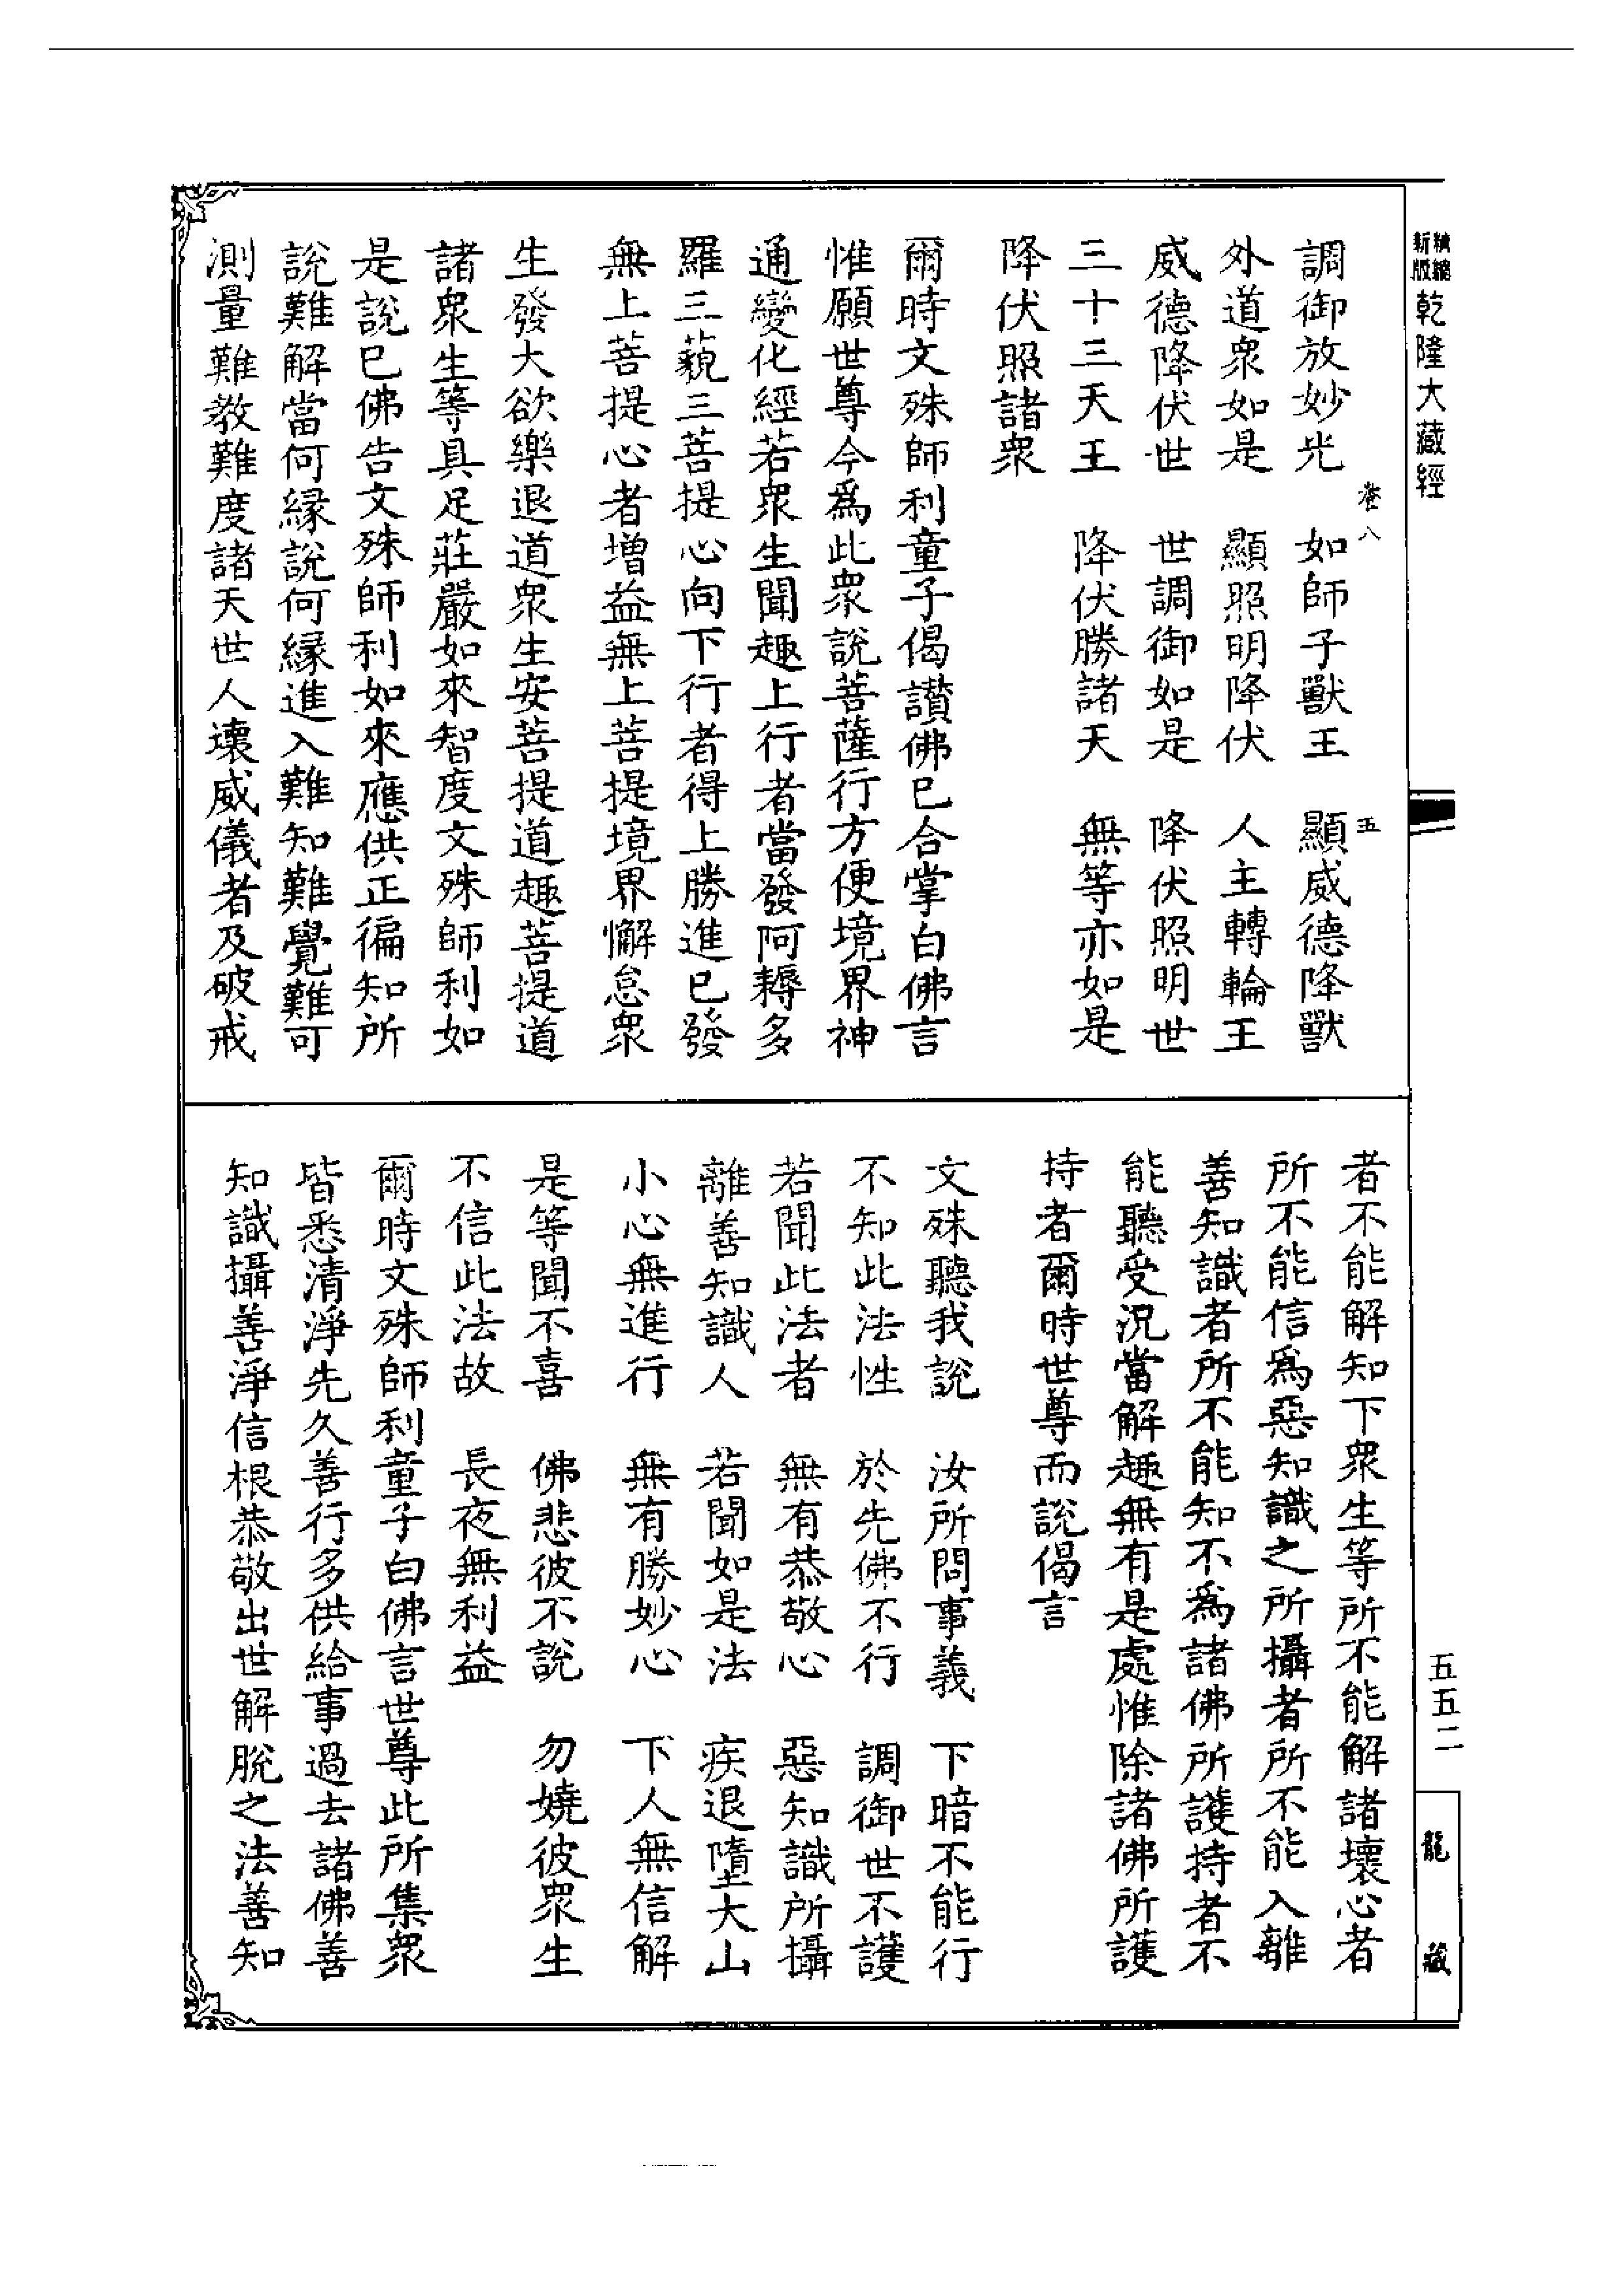 精縮新版乾隆大藏經
卷八 五
調御放妙光 如師子獸王 顯威德降獸
外道衆如是 顯照明降伏 人主轉輪王
威德降伏世 世調御如是 降伏照明世
三十三天王 降伏勝諸天 無等亦如是
降伏照諸衆
爾時文殊師利童子偈讃佛已合掌白佛言
惟願世尊今爲此衆說菩薩行方便境界神
通變化經若衆生聞趣上行者當發阿耨多
羅三藐三菩提心向下行者得上勝進已發
無上菩提心者増益無上菩提境界懈怠衆
生發大欲樂退道衆生安菩提道趣菩提道
諸衆生等具足莊嚴如來智度文殊師利如
是說已佛告文殊師利如來應供正徧知所
說難解當何縁說何縁進入難知難覺難可
測量難教難度諸天世人壞威儀者及破戒
者不能解知下衆生等所不能解諸壞心者
所不能信爲惡知識之所攝者所不能入離
善知識者所不能知不爲諸佛所護持者不
能聽受況當解趣無有是處惟除諸佛所護
持者爾時世尊而說偈言
文殊聽我說 汝所問事義 下暗不能行
不知此法性 於先佛不行 調御世不護
若聞此法者 無有恭敬心 惡知識所攝
離善知識人 若聞如是法 疾退墮大山
小心無進行 無有勝妙心 下人無信解
是等聞不喜 佛悲彼不說 勿嬈彼衆生
不信此法故 長夜無利益
爾時文殊師利童子白佛言世尊此所集衆
皆悉清淨先久善行多供給事過去諸佛善
知識攝善淨信根恭敬出世解脫之法善知
五五二
龍藏